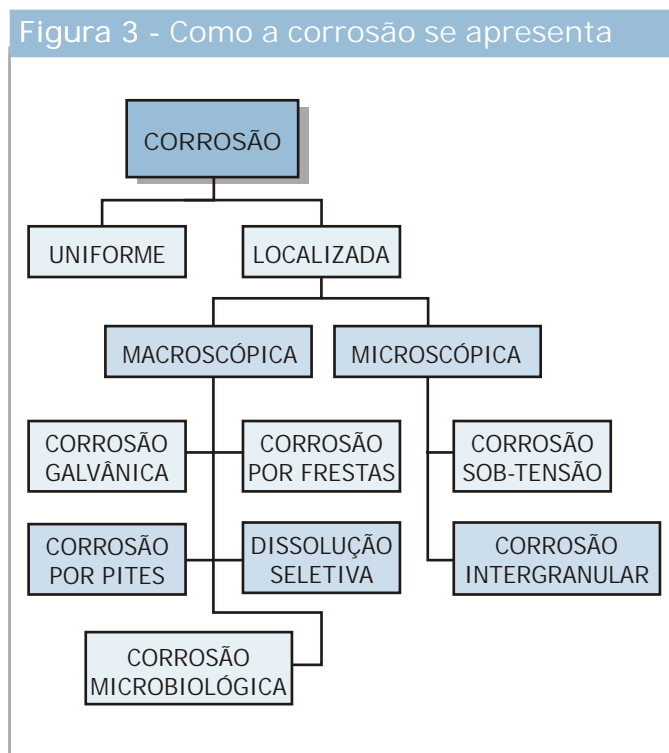 Figura 3 - Como a corrosão se apresenta
CORROSÃO
UNIFORME
LOCALIZADA
MACROSCÓPICA
MICROSCÓPICA
CORROSÃO
GALVÂNICA
CORROSÃO
POR FRESTAS
CORROSÃO
SOB-TENSÃO
CORROSÃO
POR PITES
DISSOLUÇÃO
SELETIVA
CORROSÃO
INTERGRANULAR
CORROSÃO
MICROBIOLÓGICA